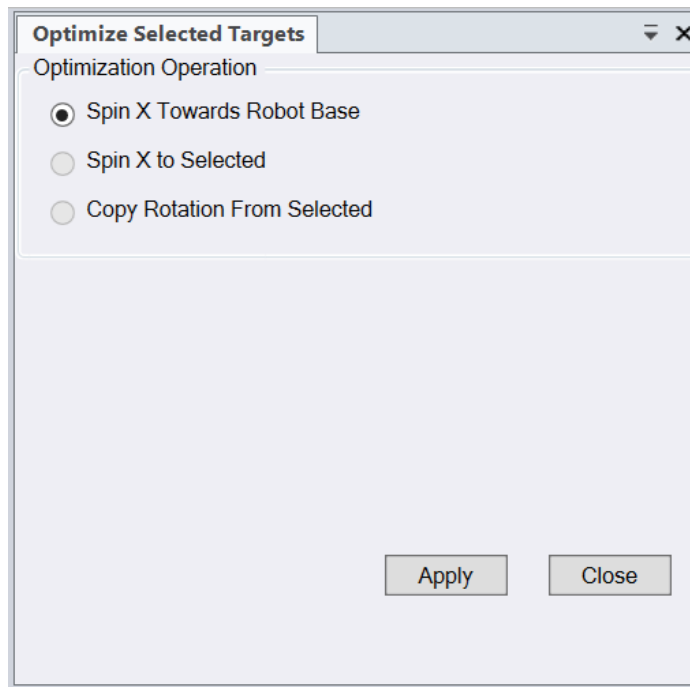 Optimize Selected Targets
Optimization Operation
Spin X Towards Robot Base
Spin X to Selected
Copy Rotation From Selected
Apply Close